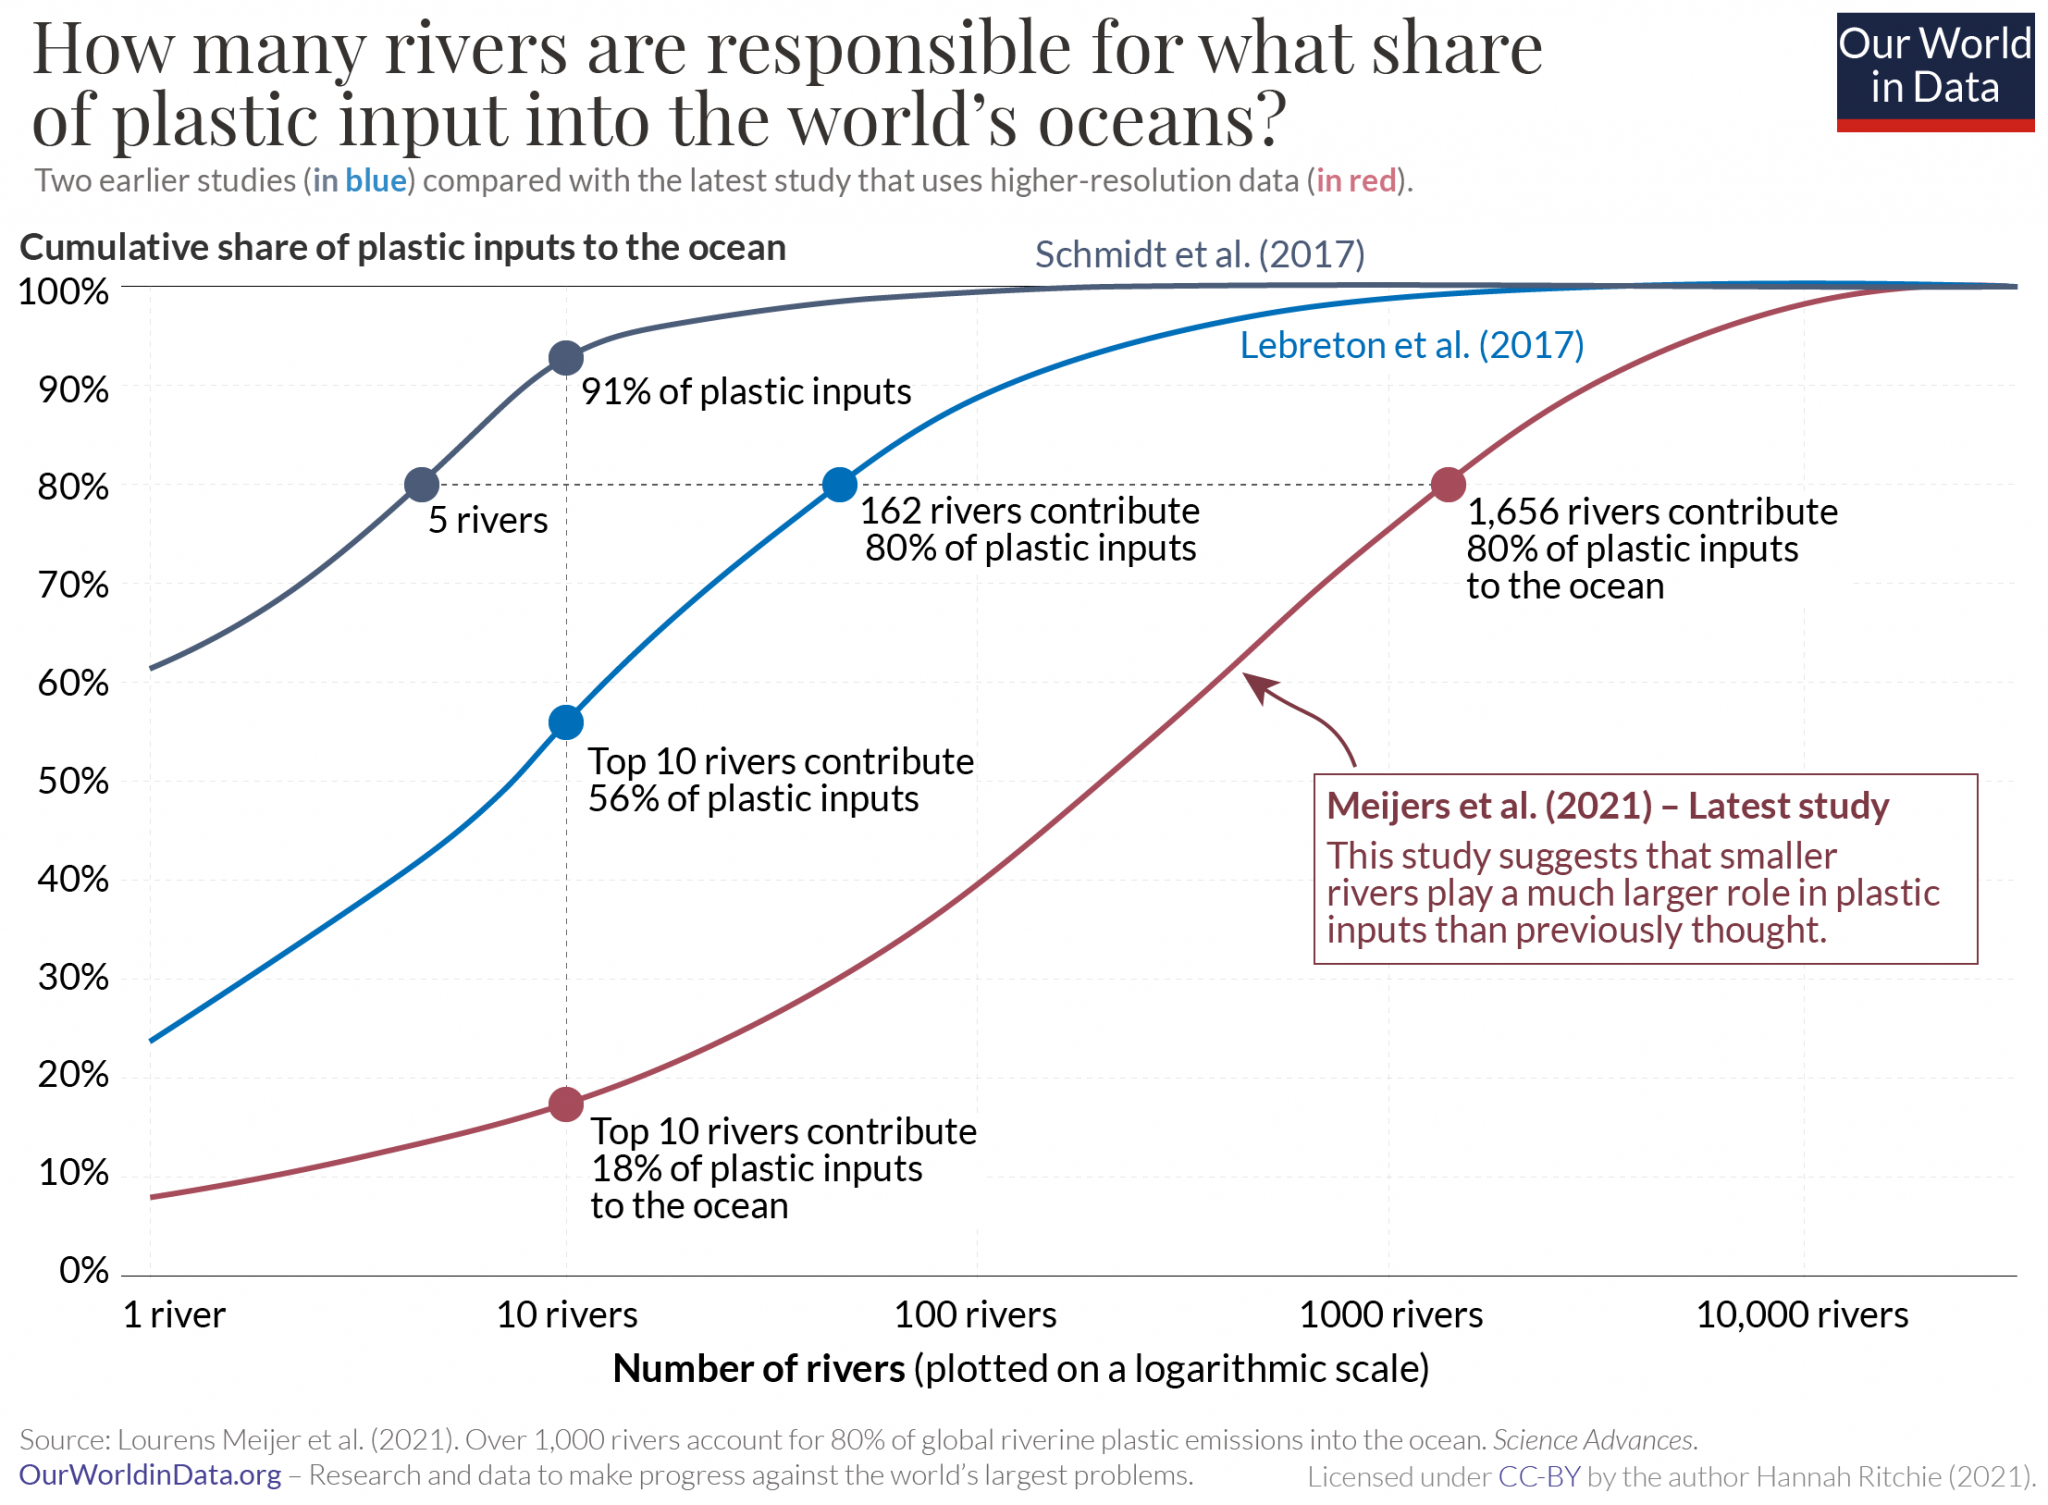 How many rivers are responsible for what share
of plastic input into the world's oceans?
Our World
in Data
Two earlier studies (in blue) compared with the latest study that uses higher-resolution data (in red).
Cumulative share of plastic inputs to the ocean
Schmidt et al. (2017)
100%
Lebreton et al. (2017)
90%
91% of plastic inputs
80%
5 rivers
162 rivers contribute
80% of plastic inputs
1,656 rivers contribute
80% of plastic inputs
to the ocean
70%
60%
50%
Top 10 rivers contribute
56% of plastic inputs
Meijers et al. (2021) – Latest study
This study suggests that smaller
rivers play a much larger role in plastic
inputs than previously thought.
40%
30%
20%
10%
Top 10 rivers contribute
18% of plastic inputs
to the ocean
0%
1 river
10 rivers
100 rivers
1000 rivers
10,000 rivers
Number of rivers (plotted on a logarithmic scale)
Source: Lourens Meijer et al. (2021). Over 1,000 rivers account for 80% of global riverine plastic emissions into the ocean. Science Advances.
OurWorldinData.org – Research and data to make progress against the world's largest problems.
Licensed under CC-BY by the author Hannah Ritchie (2021).